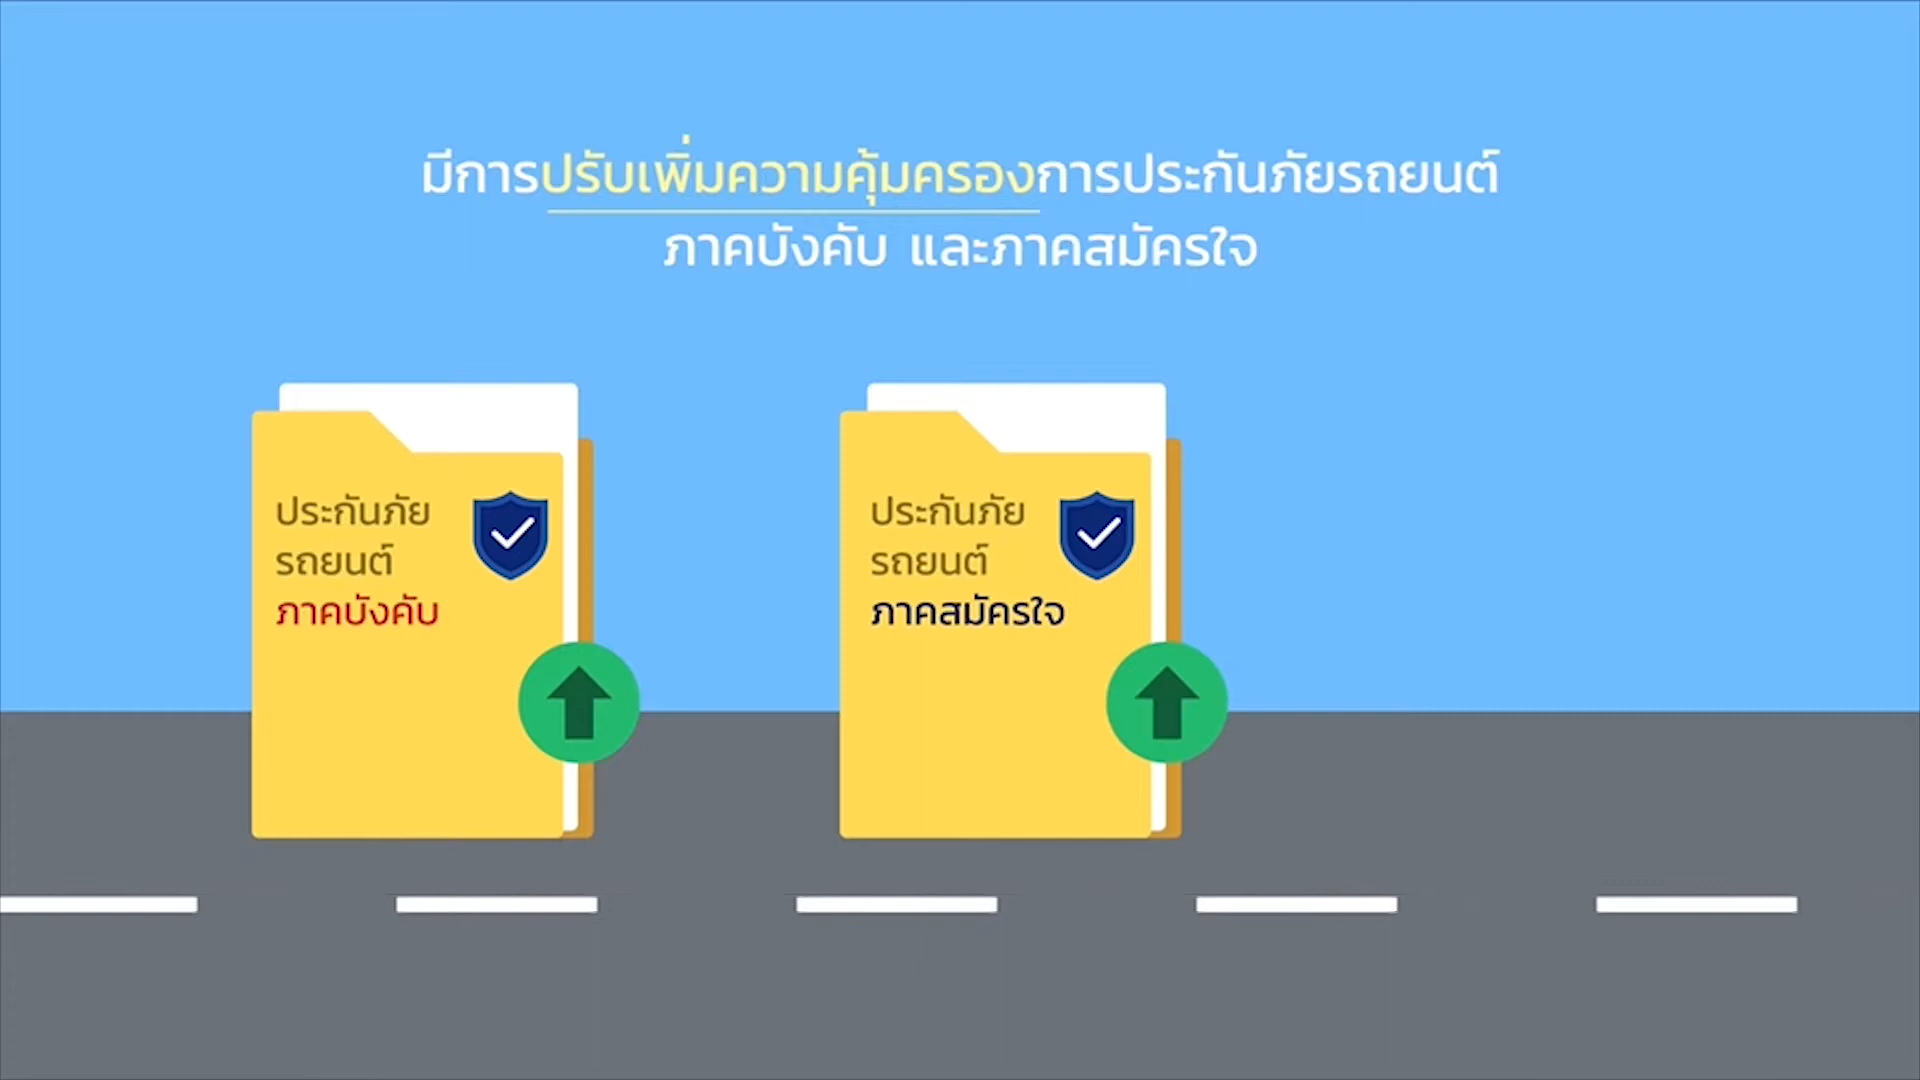 มีการปรับเพิ่มความคุ้มครองการประกันภัยรถยนต์
ภาคบังคับ และภาคสมัครใจ
ประกันภัย
รถยนต์
ภาคบังคับ
ประกันภัย
รถยนต์
ภาคสมัครใจ